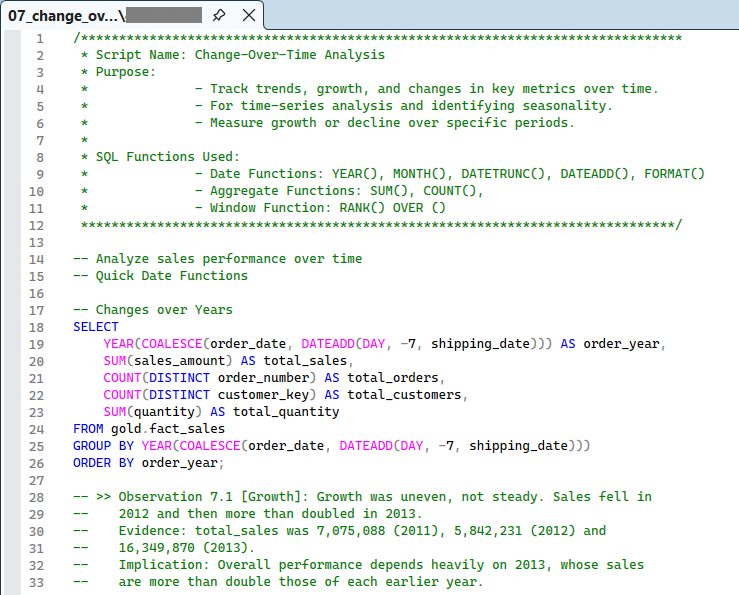 07_change_ov...\
1 /*******************************************************************************
2  * Script Name: Change-Over-Time Analysis
3  * Purpose:
4  *              - Track trends, growth, and changes in key metrics over time.
5  *              - For time-series analysis and identifying seasonality.
6  *              - Measure growth or decline over specific periods.
7  *
8  * SQL Functions Used:
9  *              - Date Functions: YEAR(), MONTH(), DATETRUNC(), DATEADD(), FORMAT()
10  *              - Aggregate Functions: SUM(), COUNT(),
11  *              - Window Function: RANK() OVER ()
12  ******************************************************************************/
13
14 -- Analyze sales performance over time
15 -- Quick Date Functions
16
17 -- Changes over Years
18 SELECT
19     YEAR(COALESCE(order_date, DATEADD(DAY, -7, shipping_date))) AS order_year,
20     SUM(sales_amount) AS total_sales,
21     COUNT(DISTINCT order_number) AS total_orders,
22     COUNT(DISTINCT customer_key) AS total_customers,
23     SUM(quantity) AS total_quantity
24 FROM gold.fact_sales
25 GROUP BY YEAR(COALESCE(order_date, DATEADD(DAY, -7, shipping_date)))
26 ORDER BY order_year;
27
28 -- >> Observation 7.1 [Growth]: Growth was uneven, not steady. Sales fell in
29 --    2012 and then more than doubled in 2013.
30 --    Evidence: total_sales was 7,075,088 (2011), 5,842,231 (2012) and
31 --    16,349,870 (2013).
32 --    Implication: Overall performance depends heavily on 2013, whose sales
33 --    are more than double those of each earlier year.